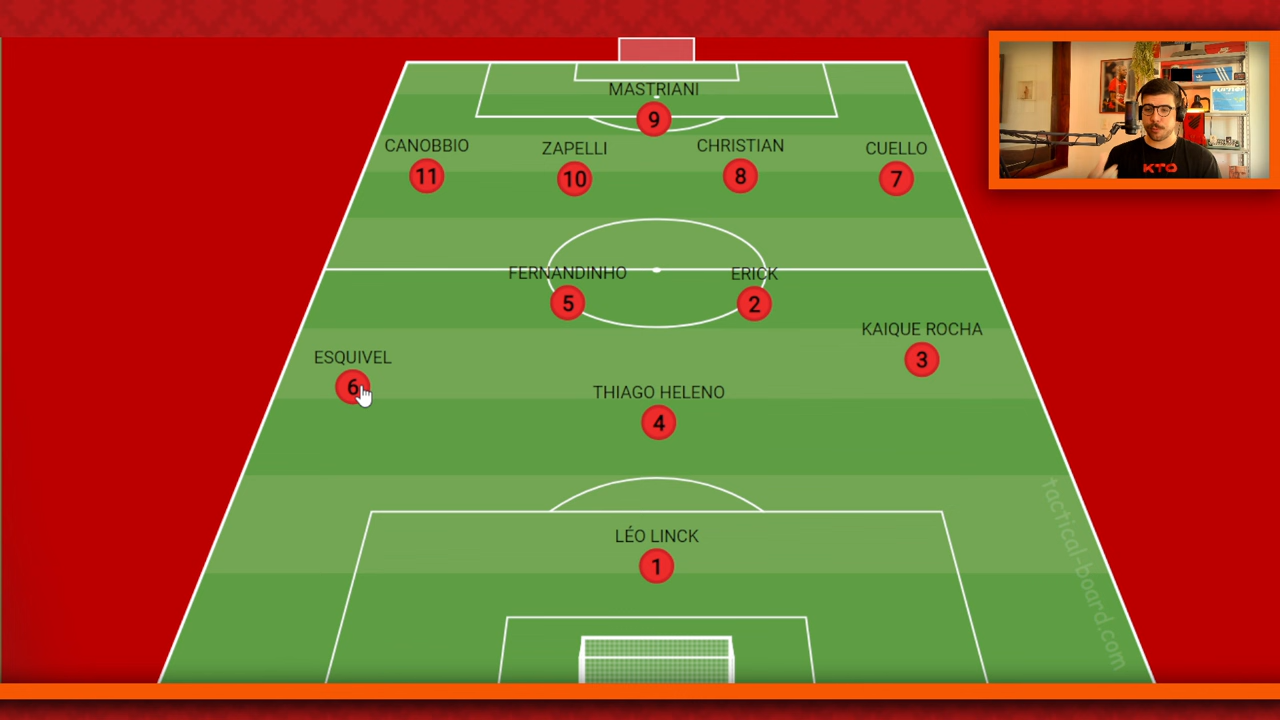 MASTRIANI
9
CANOBBIO
ZAPELLI
CHRISTIAN
CUELLO
11
10
8
7
FERNANDINHO
ERICK
5
2
KAIQUE ROCHA
3
ESQUIVEL
6
THIAGO HELENO
4
LÉO LINCK
1
tactical-board.com
KTO